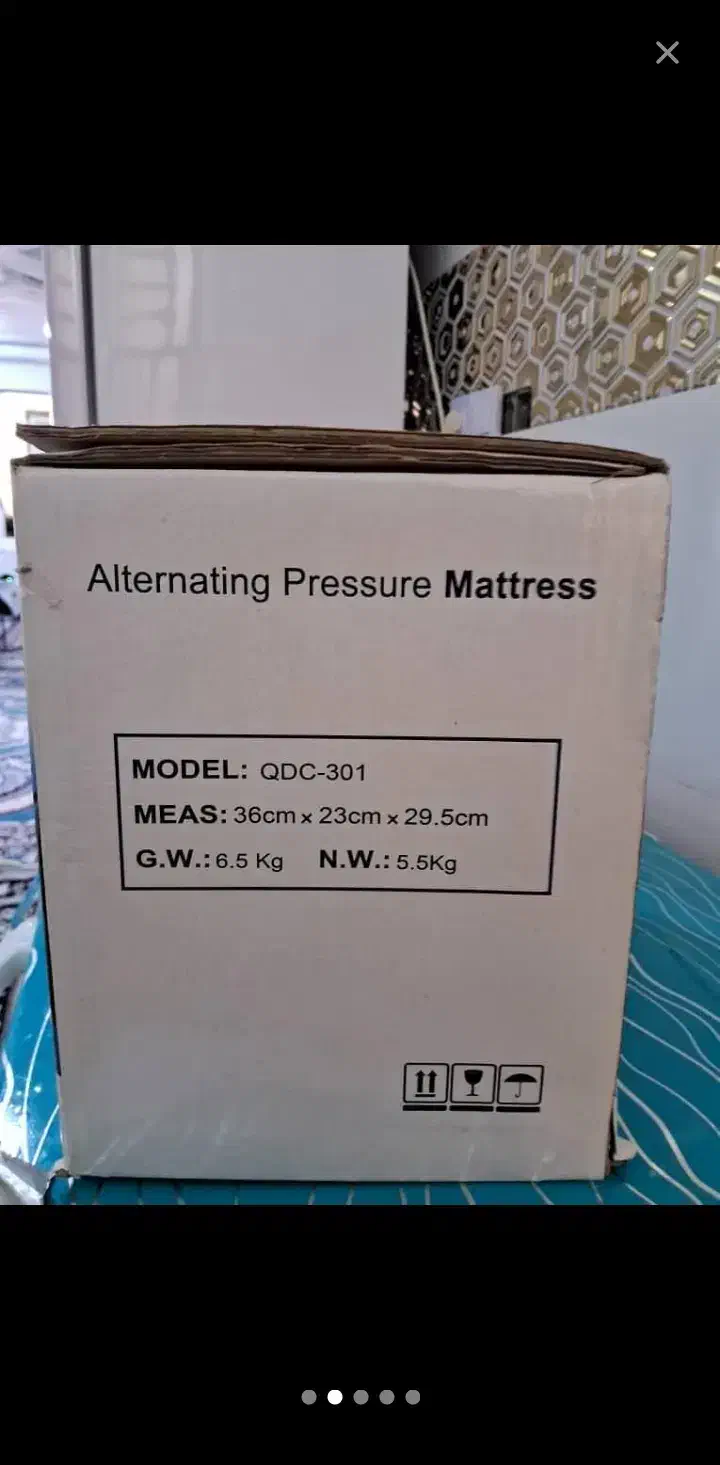 Alternating Pressure Mattress
MODEL: QDC-301
MEAS: 36cm x 23cm x 29.5cm
G.W.: 6.5 Kg N.W.: 5.5Kg